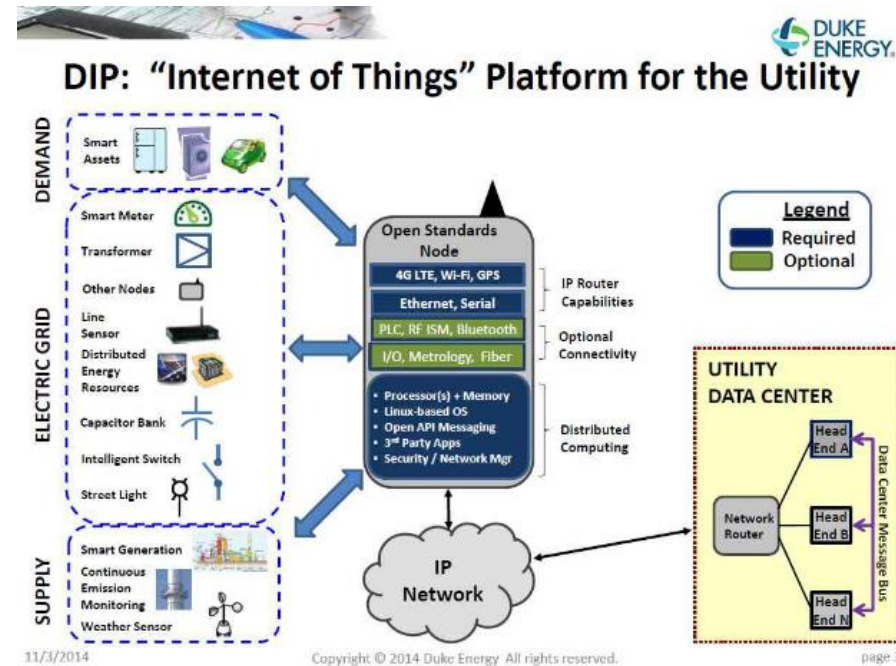 DUKE
ENERGY®
DIP: “Internet of Things” Platform for the Utility
DEMAND
Smart
Assets
ELECTRIC GRID
Smart Meter
Transformer
Other Nodes
Line
Sensor
Distributed
Energy
Resources
Capacitor Bank
Intelligent Switch
Street Light
SUPPLY
Smart Generation
Continuous
Emission
Monitoring
Weather Sensor
Open Standards
Node
4G LTE, Wi-Fi, GPS
Ethernet, Serial
PLC, RF ISM, Bluetooth
I/O, Metrology, Fiber
• Processor(s) + Memory
• Linux-based OS
• Open API Messaging
• 3rd Party Apps
• Security / Network Mgr
IP Router
Capabilities
Optional
Connectivity
Distributed
Computing
IP
Network
Legend
Required
Optional
UTILITY
DATA CENTER
Network
Router
Head
End A
Head
End B
Head
End N
Data Center Message Bus
11/3/2014
Copyright © 2014 Duke Energy All rights reserved.
page